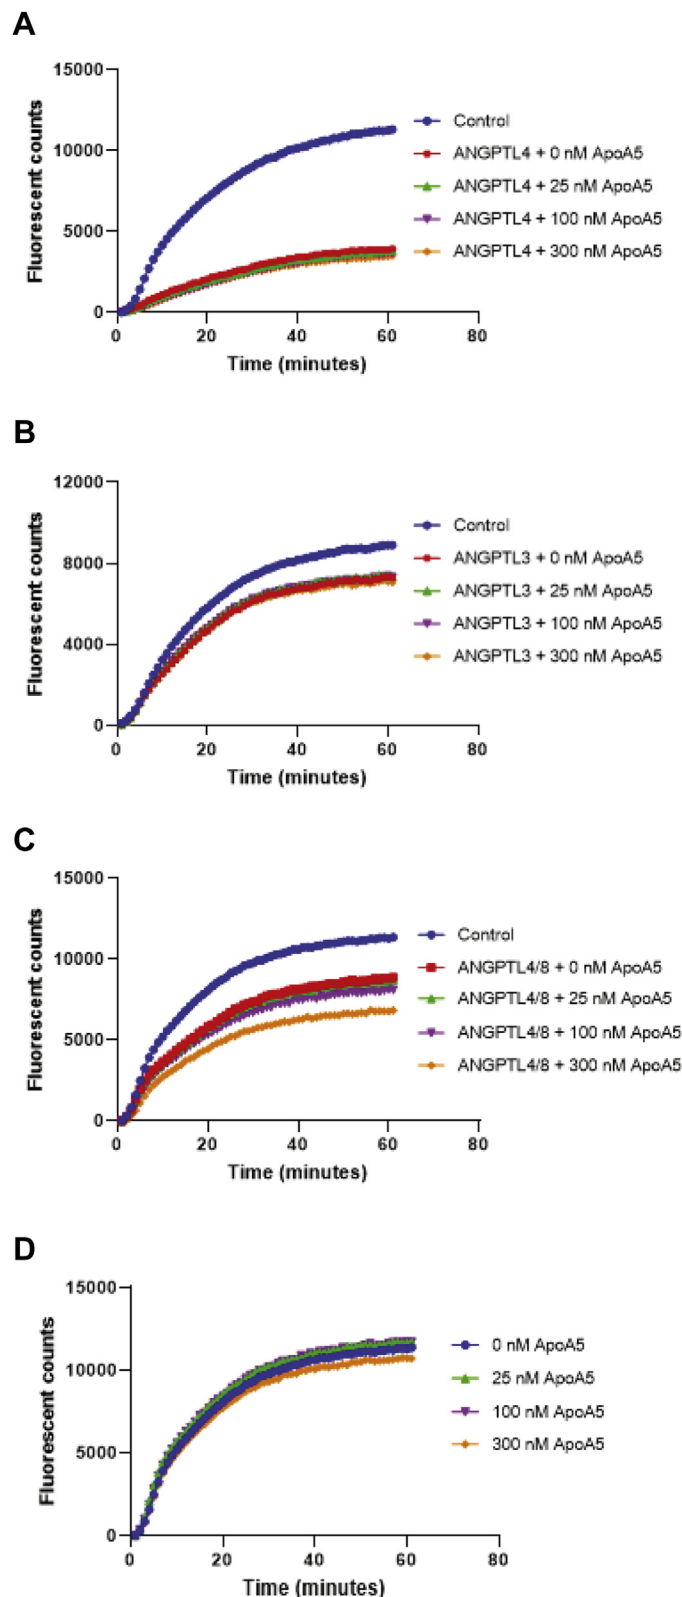 A
15000
10000
5000
0
Fluorescent counts
0 20 40 60 80
Time (minutes)
Control
ANGPTL4 + 0 nM ApoA5
ANGPTL4 + 25 nM ApoA5
ANGPTL4 + 100 nM ApoA5
ANGPTL4 + 300 nM ApoA5
B
12000
8000
4000
0
Fluorescent counts
0 20 40 60 80
Time (minutes)
Control
ANGPTL3 + 0 nM ApoA5
ANGPTL3 + 25 nM ApoA5
ANGPTL3 + 100 nM ApoA5
ANGPTL3 + 300 nM ApoA5
C
15000
10000
5000
0
Fluorescent counts
0 20 40 60 80
Time (minutes)
Control
ANGPTL4/8 + 0 nM ApoA5
ANGPTL4/8 + 25 nM ApoA5
ANGPTL4/8 + 100 nM ApoA5
ANGPTL4/8 + 300 nM ApoA5
D
15000
10000
5000
0
Fluorescent counts
0 20 40 60 80
Time (minutes)
0 nM ApoA5
25 nM ApoA5
100 nM ApoA5
300 nM ApoA5